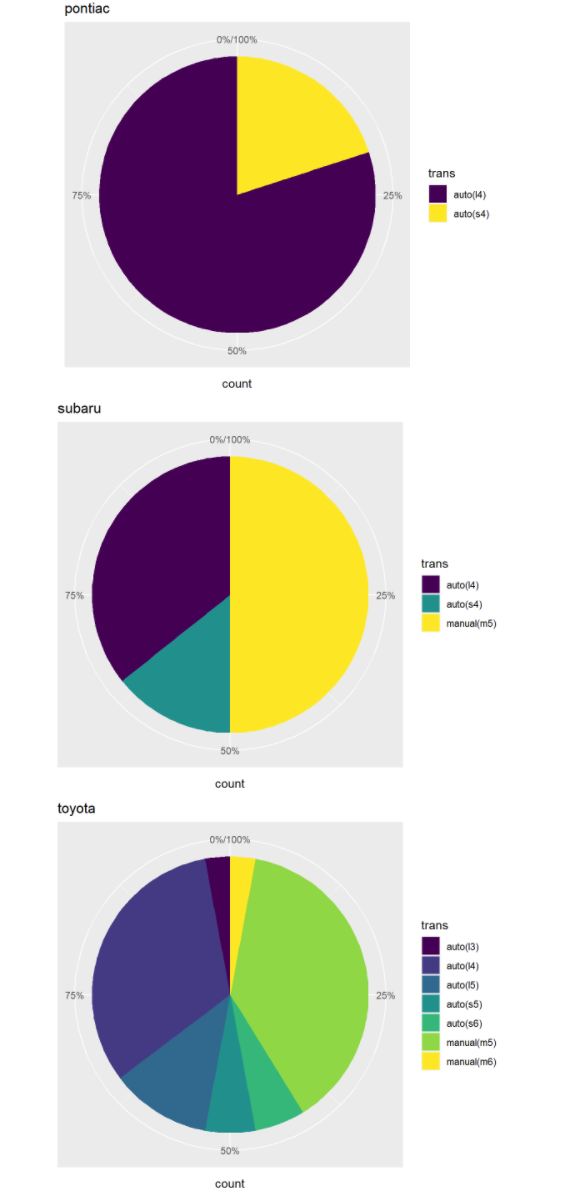 pontiac
0%/100%
75%
25%
50%
count
trans
auto(l4)
auto(s4)
subaru
0%/100%
75%
25%
50%
count
trans
auto(l4)
auto(s4)
manual(m5)
toyota
0%/100%
75%
25%
50%
count
trans
auto(l3)
auto(l4)
auto(l5)
auto(s5)
auto(s6)
manual(m5)
manual(m6)